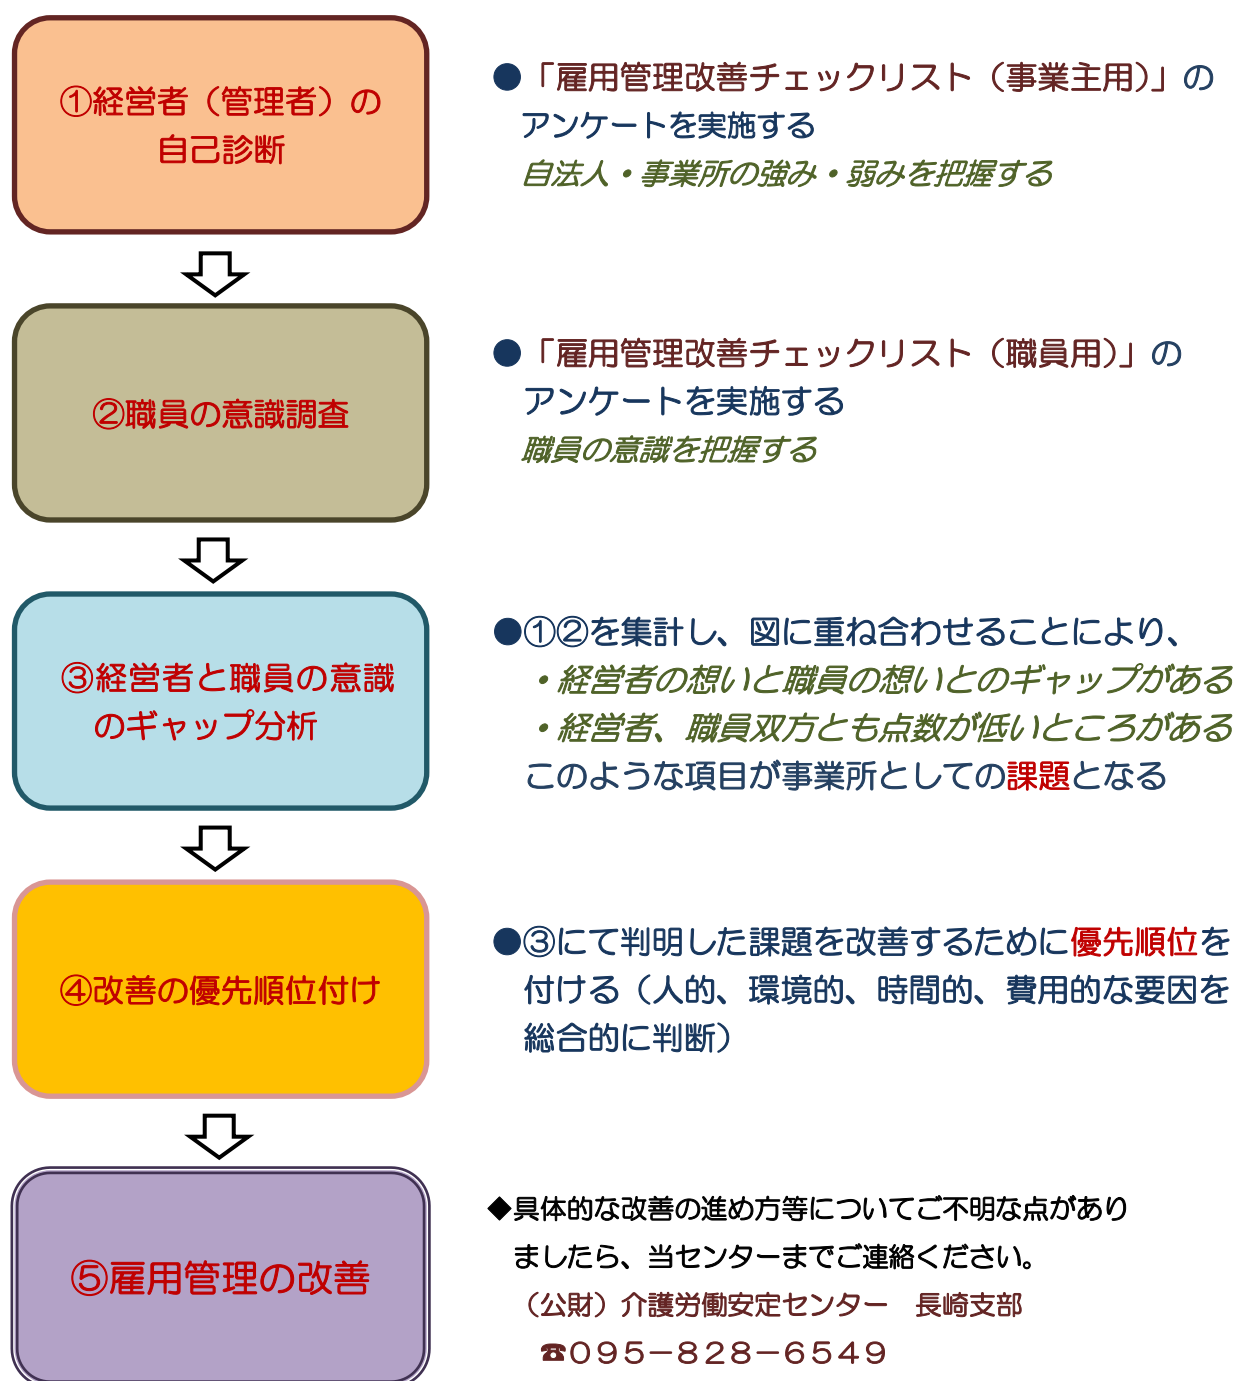 ①経営者（管理者）の
自己診断
●「雇用管理改善チェックリスト（事業主用）」の
アンケートを実施する
自法人・事業所の強み・弱みを把握する
②職員の意識調査
●「雇用管理改善チェックリスト（職員用）」の
アンケートを実施する
職員の意識を把握する
③経営者と職員の意識
のギャップ分析
●①②を集計し、図に重ね合わせることにより、
・経営者の想いと職員の想いとのギャップがある
・経営者、職員双方とも点数が低いところがある
このような項目が事業所としての課題となる
④改善の優先順位付け
●③にて判明した課題を改善するために優先順位を
付ける（人的、環境的、時間的、費用的な要因を
総合的に判断）
⑤雇用管理の改善
◆具体的な改善の進め方等についてご不明な点があり
ましたら、当センターまでご連絡ください。
（公財）介護労働安定センター　長崎支部
☎０９５－８２８－６５４９